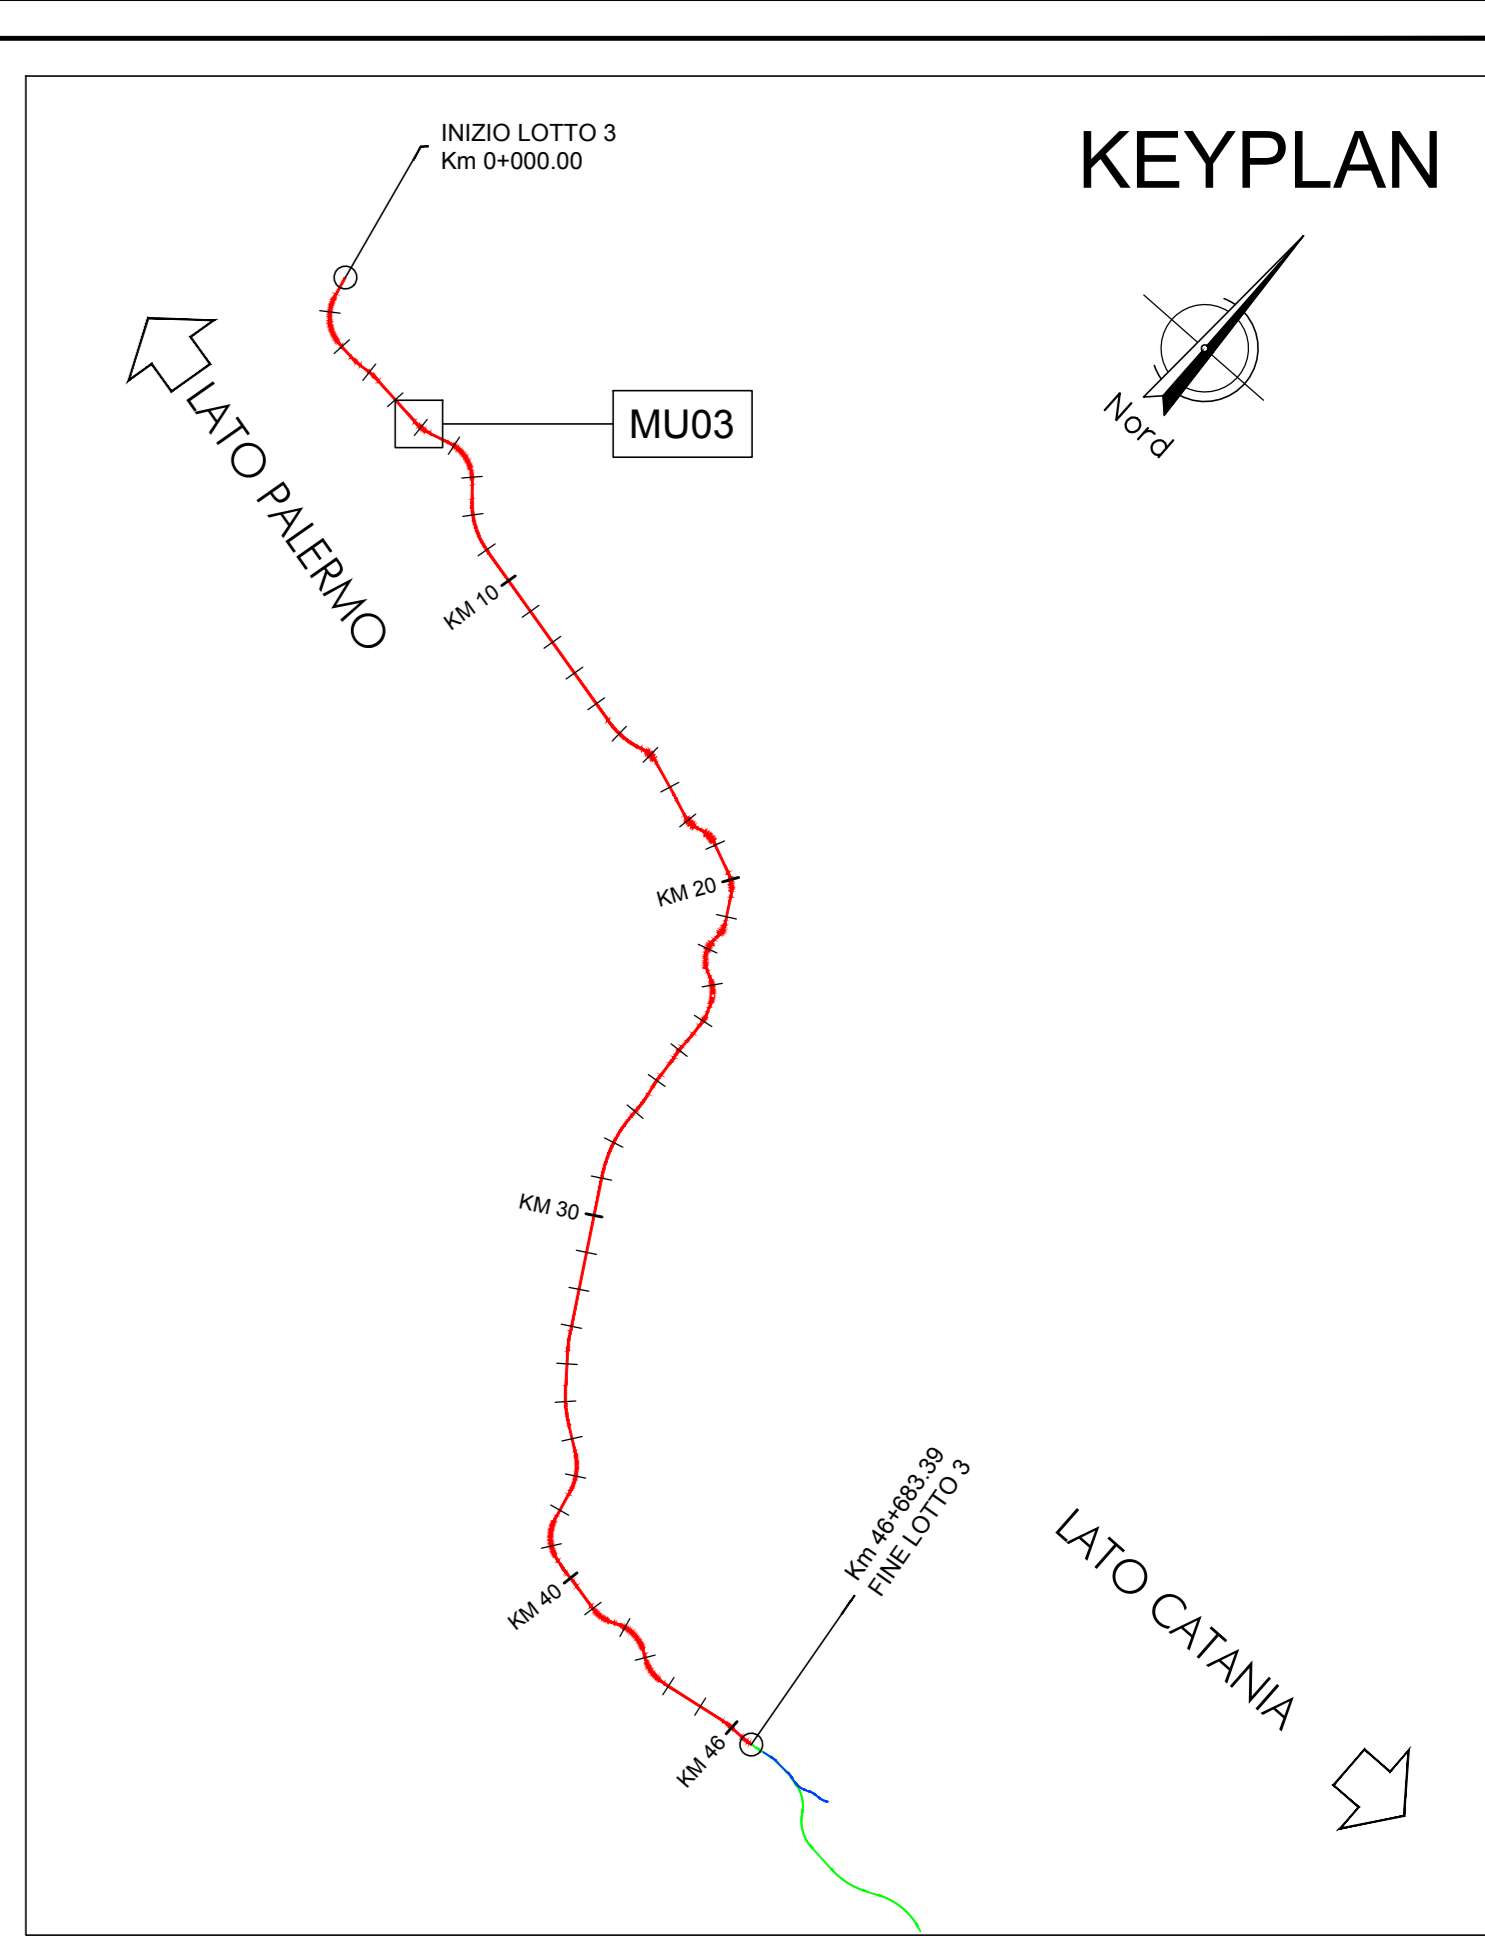 INIZIO LOTTO 3
Km 0+000.00
KEYPLAN
Nord
MU03
LATO PALERMO
KM 10
KM 20
KM 30
Km 46+683.39
FINE LOTTO 3
LATO CATANIA
KM 40
KM 46